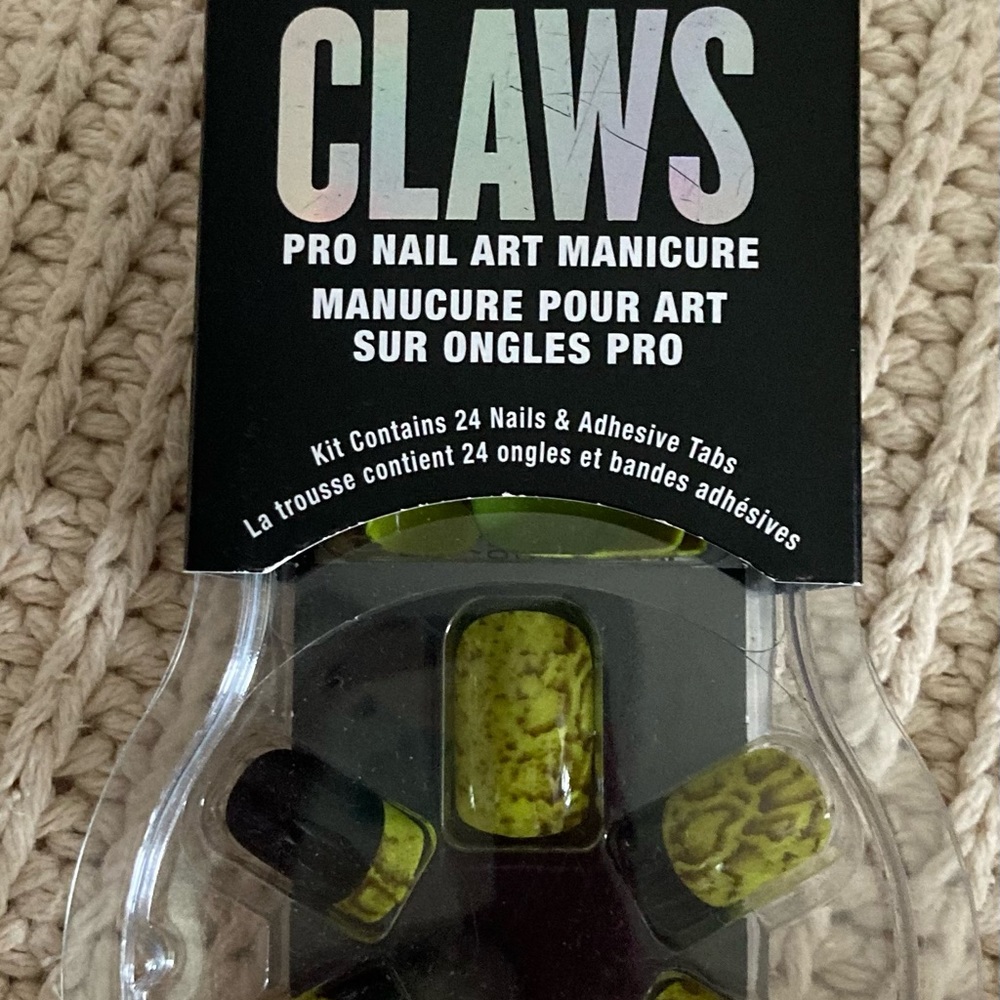 CLAWS
PRO NAIL ART MANICURE
MANUCURE POUR ART
SUR ONGLES PRO
Kit Contains 24 Nails & Adhesive Tabs
La trousse contient 24 ongles et bandes adhésives